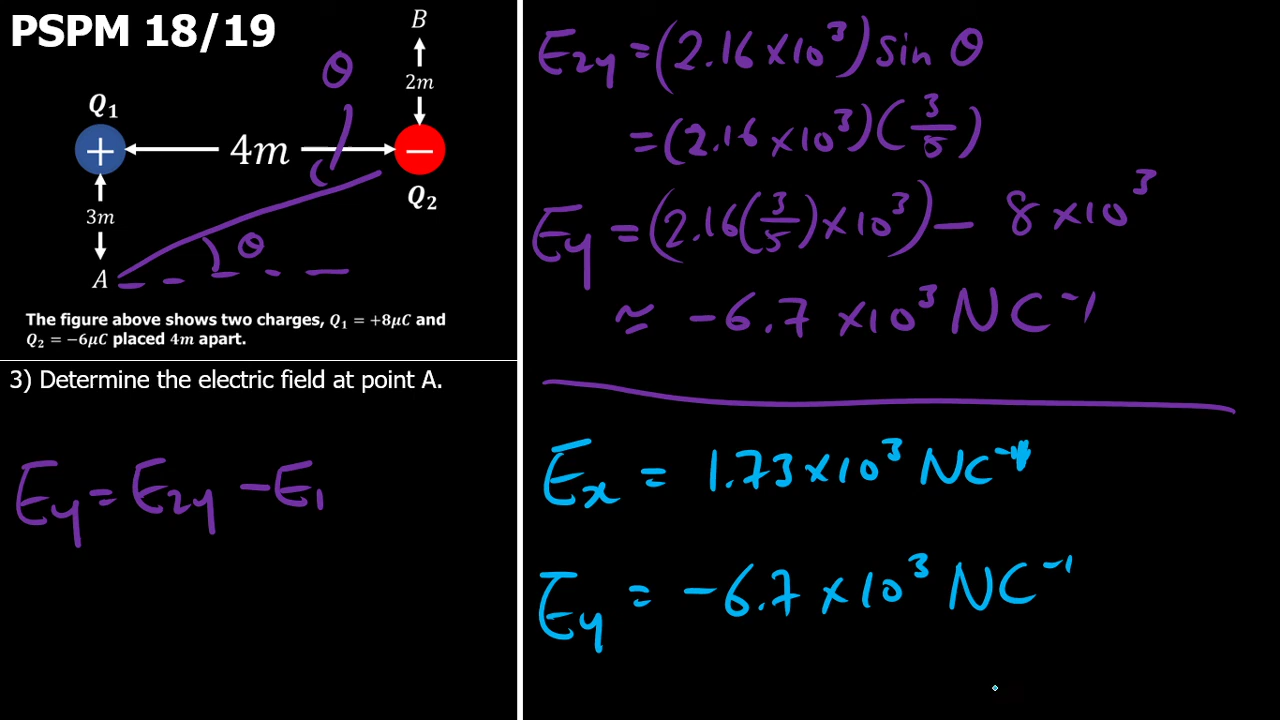 PSPM 18/19
B
2m
θ
Q₁
+
4m
−
Q₂
3m
A
θ
The figure above shows two charges, Q₁ = +8μC and
Q₂ = −6μC placed 4m apart.
3) Determine the electric field at point A.
Ey = E2y − E1
E2y = (2.16 × 10³) sin θ
= (2.16 × 10³)(3/5)
Ey = (2.16(3/5) × 10³) − 8 × 10³
≈ −6.7 × 10³ NC⁻¹
Ex = 1.73 × 10³ NC⁻¹
Ey = −6.7 × 10³ NC⁻¹